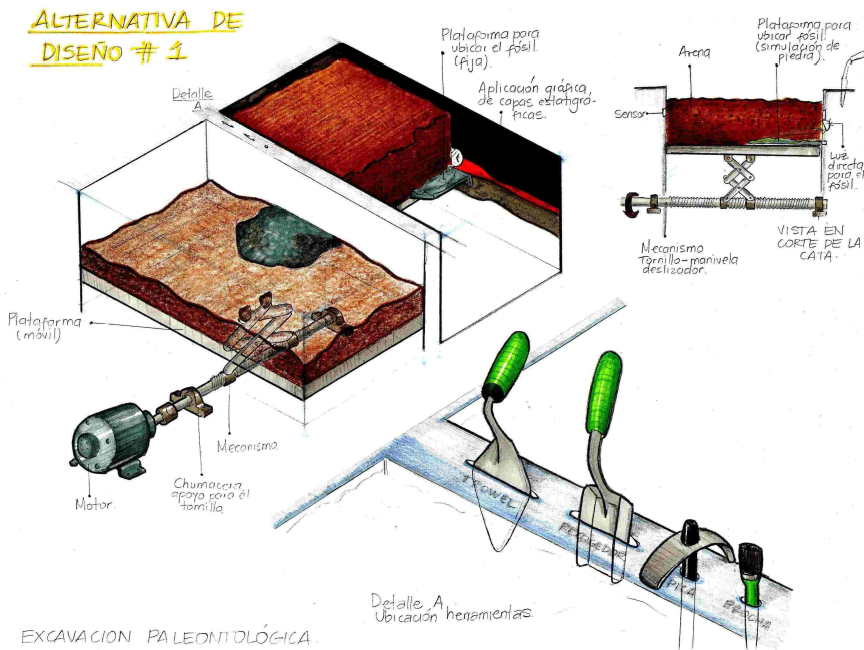 ALTERNATIVA DE
DISEÑO # 1
Plataforma para
ubicar el fósil
(fija).
Aplicación gráfica
de capas estatigrá-
ficas.
Detalle
A.
Plataforma
(móvil)
Motor.
Chumacera
apoyo para el
tornillo.
Mecanismo.
Plataforma para
ubicar fósil.
(simulación de
piedra).
Arena
Sensor
Luz
directa
para el
fósil.
Mecanismo
Tornillo-manivela
deslizador.
VISTA EN
CORTE DE LA
CATA.
TROWEL
RECOGEDOR
PICA
BROCHA
Detalle A
Ubicación herramientas.
EXCAVACION PALEONTOLÓGICA.